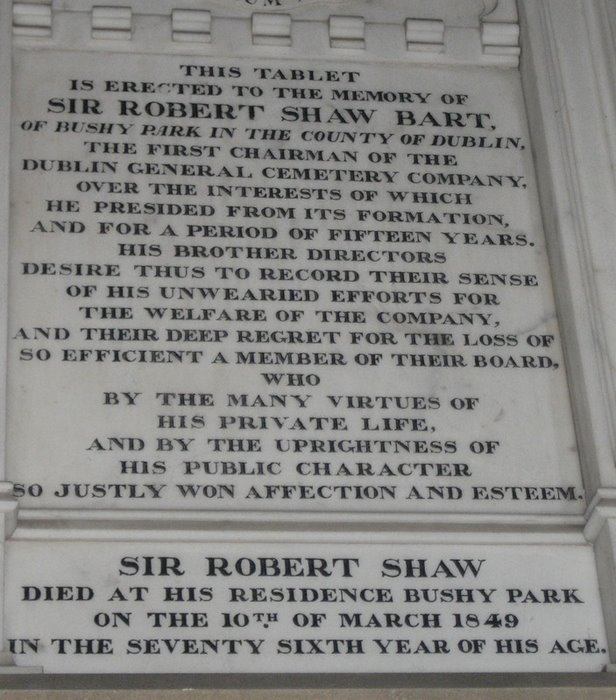 UM
THIS TABLET
IS ERECTED TO THE MEMORY OF
SIR ROBERT SHAW BART,
OF BUSHY PARK IN THE COUNTY OF DUBLIN,
THE FIRST CHAIRMAN OF THE
DUBLIN GENERAL CEMETERY COMPANY,
OVER THE INTERESTS OF WHICH
HE PRESIDED FROM ITS FORMATION,
AND FOR A PERIOD OF FIFTEEN YEARS.
HIS BROTHER DIRECTORS
DESIRE THUS TO RECORD THEIR SENSE
OF HIS UNWEARIED EFFORTS FOR
THE WELFARE OF THE COMPANY,
AND THEIR DEEP REGRET FOR THE LOSS OF
SO EFFICIENT A MEMBER OF THEIR BOARD,
WHO
BY THE MANY VIRTUES OF
HIS PRIVATE LIFE,
AND BY THE UPRIGHTNESS OF
HIS PUBLIC CHARACTER
SO JUSTLY WON AFFECTION AND ESTEEM.
SIR ROBERT SHAW
DIED AT HIS RESIDENCE BUSHY PARK
ON THE 10TH OF MARCH 1849
IN THE SEVENTY SIXTH YEAR OF HIS AGE.